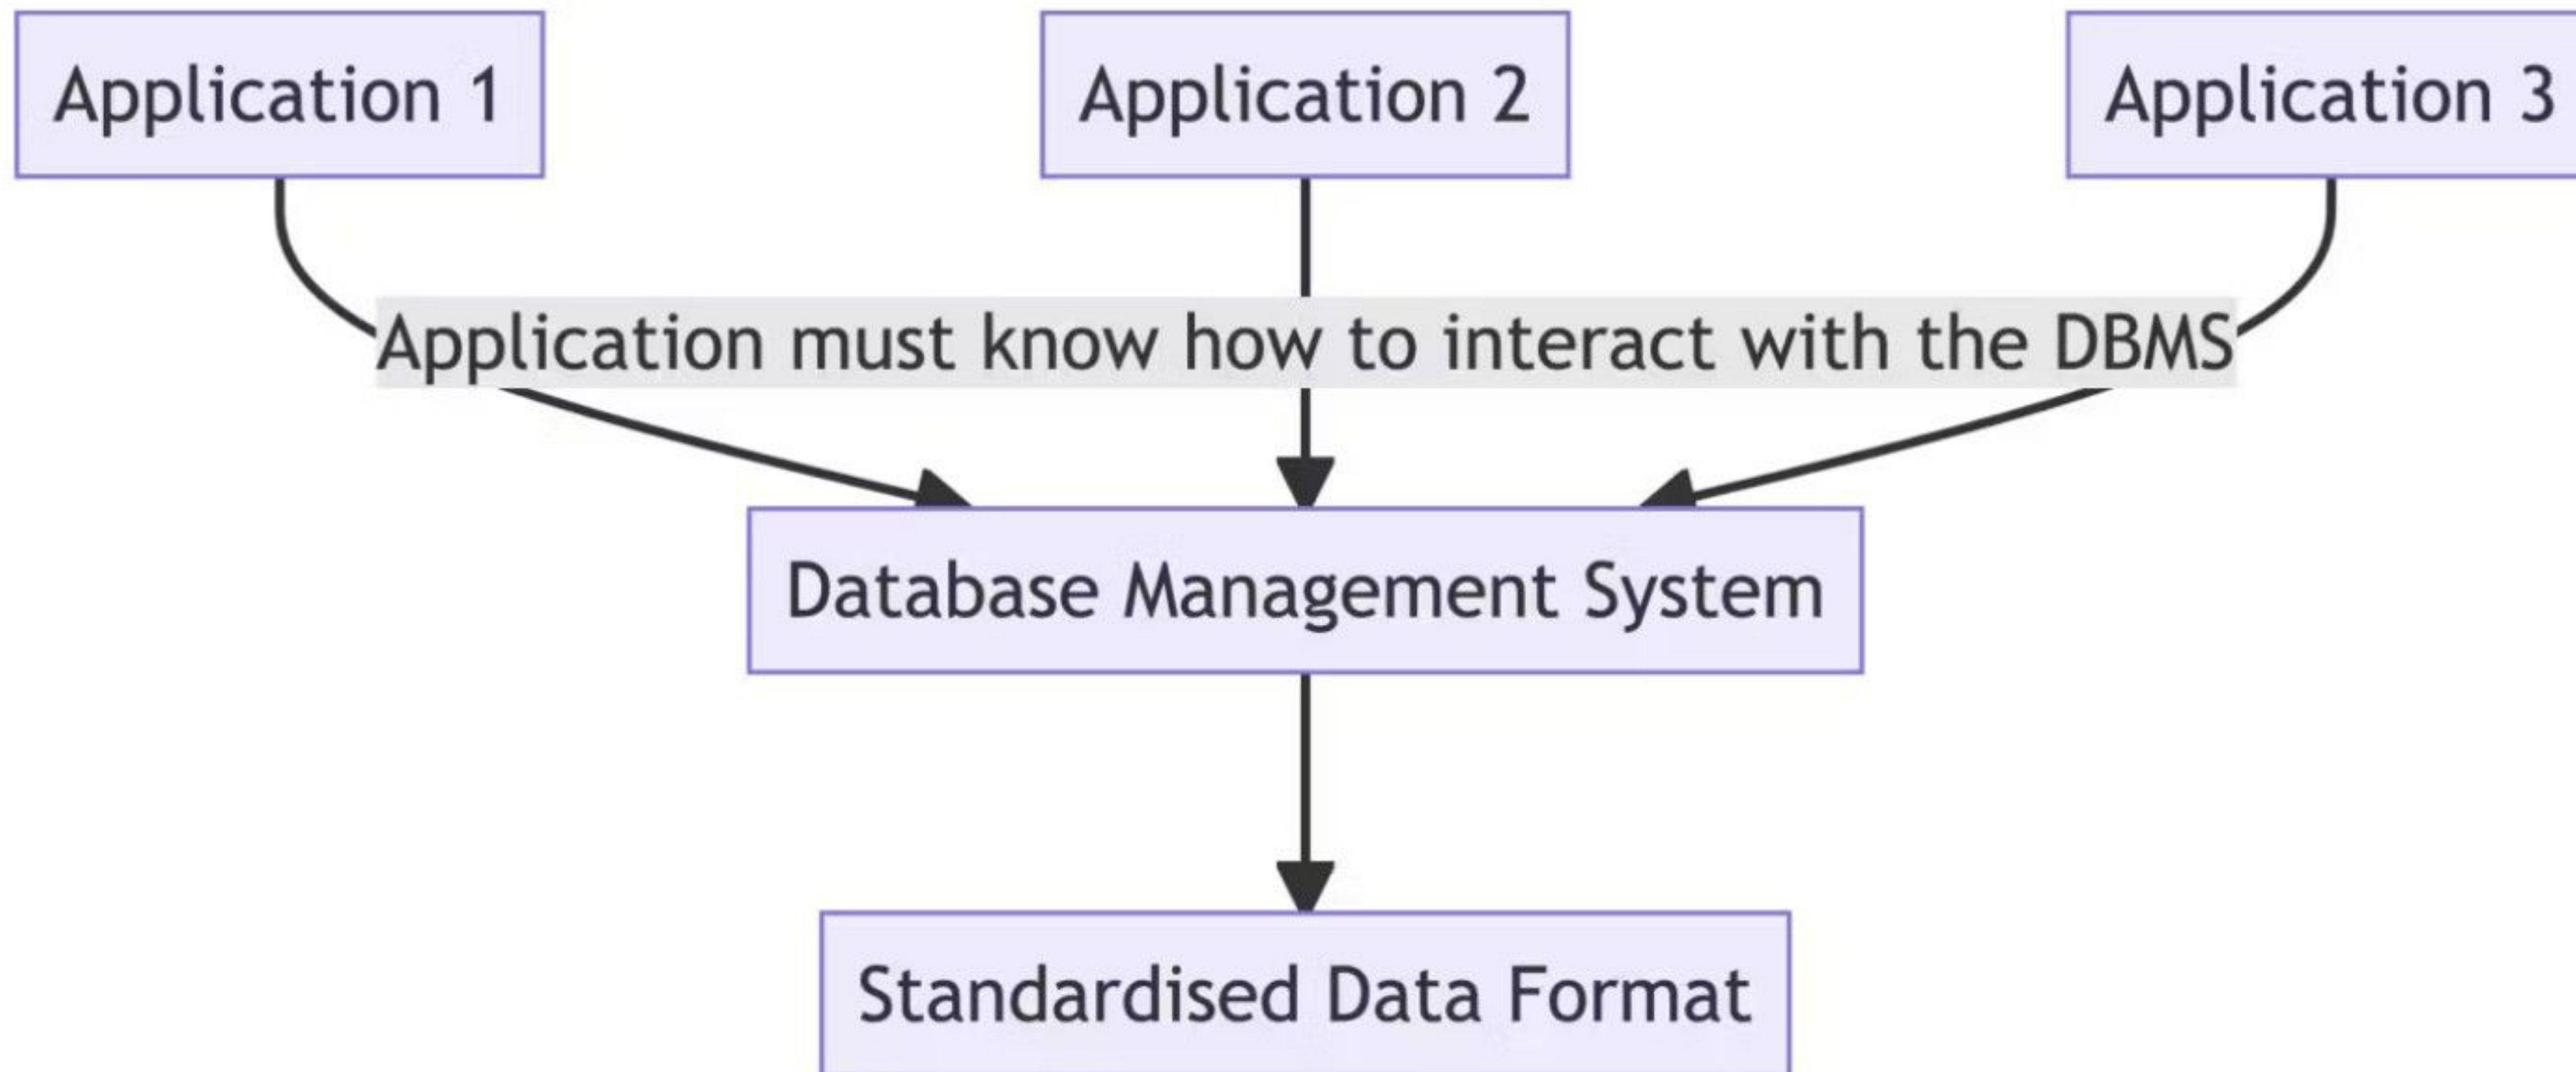 Application 1
Application 2
Application 3
Application must know how to interact with the DBMS
Database Management System
Standardised Data Format